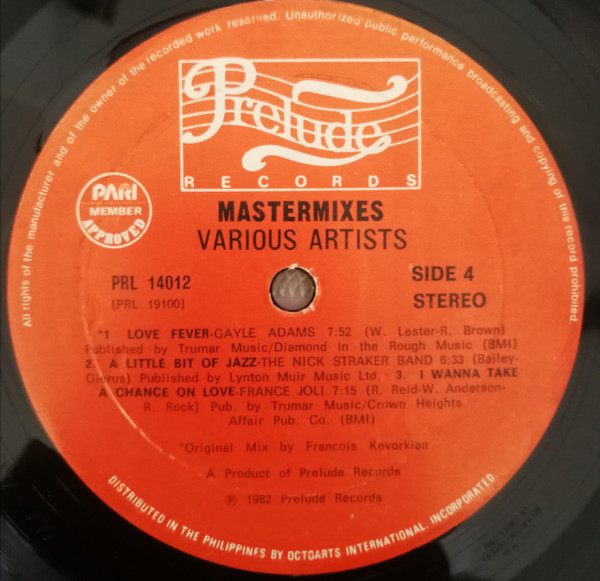 All rights of the manufacturer and of the owner of the recorded work reserved. Unauthorized public performance broadcasting and copying of this record prohibited.
Prelude
RECORDS
PARI
MEMBER
APPROVED
MASTERMIXES
VARIOUS ARTISTS
PRL 14012
(PRL 19100)
SIDE 4
STEREO
*1. LOVE FEVER-GAYLE ADAMS 7:52 (W. Lester-R. Brown)
Published by Trumar Music/Diamond in the Rough Music (BMI)
2. A LITTLE BIT OF JAZZ-THE NICK STRAKER BAND 6:33 (Bailey-
Published by Lynton Muir Music Ltd. 3. I WANNA TAKE
A CHANCE ON LOVE-FRANCE JOLI 7:15 (R. Reid-W. Anderson-
R. Rock) Pub. by Trumar Music/Crown Heights
Affair Pub. Co. (BMI)
*Original Mix by Francois Kevorkian
A Product of Prelude Records
℗ 1982 Prelude Records
DISTRIBUTED IN THE PHILIPPINES BY OCTOARTS INTERNATIONAL, INCORPORATED